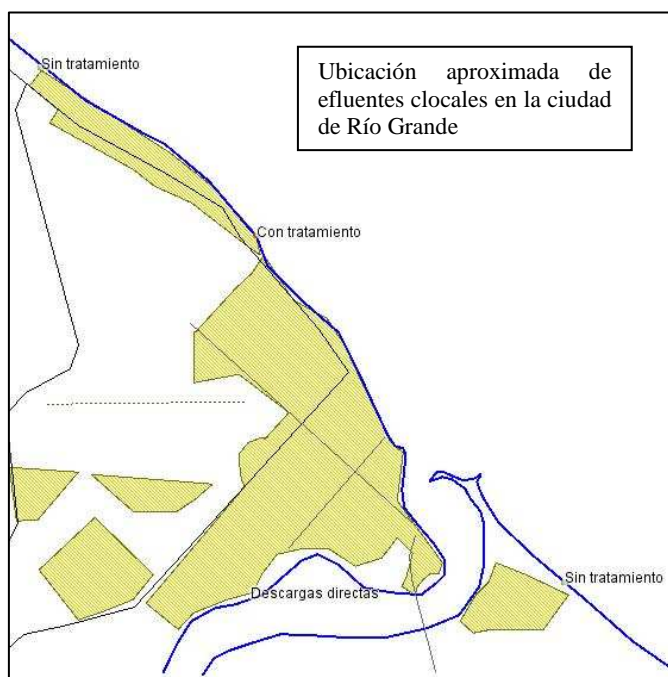 Sin tratamiento
Ubicación aproximada de
efluentes clocales en la ciudad
de Río Grande
Con tratamiento
Sin tratamiento
Descargas directas